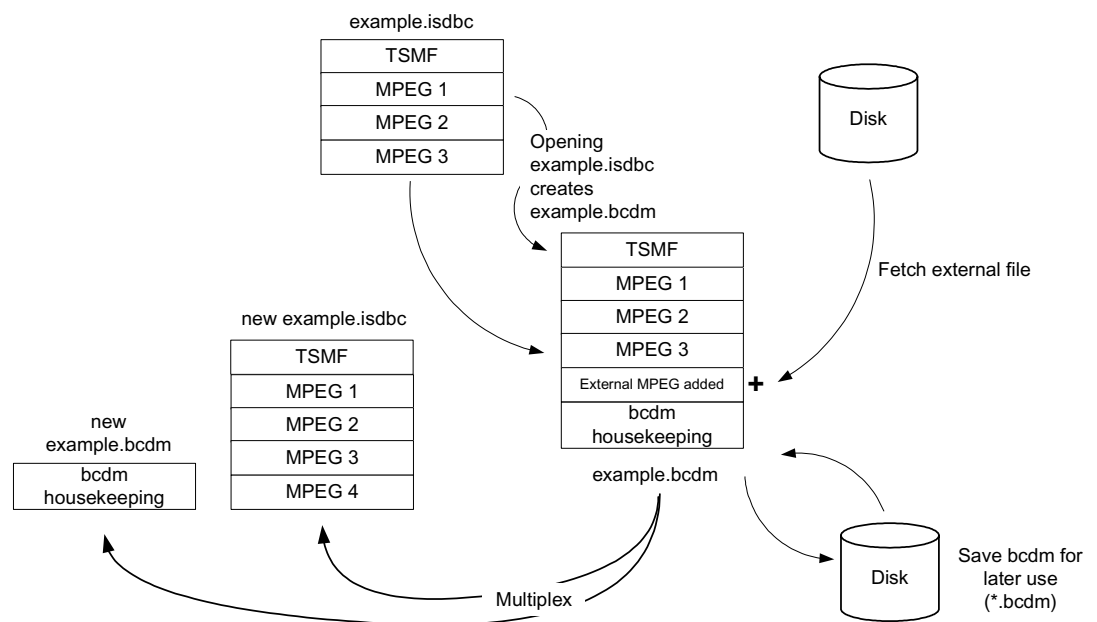 example.isdbc
TSMF
MPEG 1
MPEG 2
MPEG 3
Opening
example.isdbc
creates
example.bcdm
Disk
Fetch external file
TSMF
MPEG 1
MPEG 2
MPEG 3
External MPEG added
+
bcdm
housekeeping
example.bcdm
new example.isdbc
TSMF
MPEG 1
MPEG 2
MPEG 3
MPEG 4
new
example.bcdm
bcdm
housekeeping
Multiplex
Disk
Save bcdm for
later use
(*.bcdm)